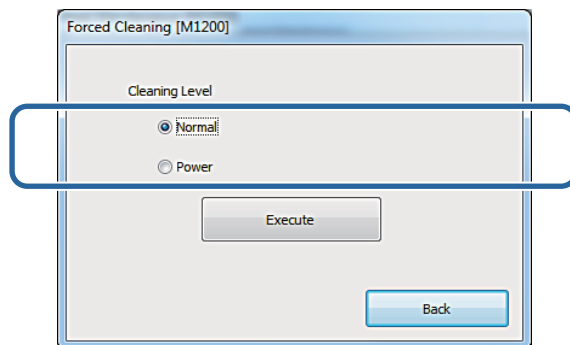 Forced Cleaning [M1200]
Cleaning Level
Normal
Power
Execute
Back